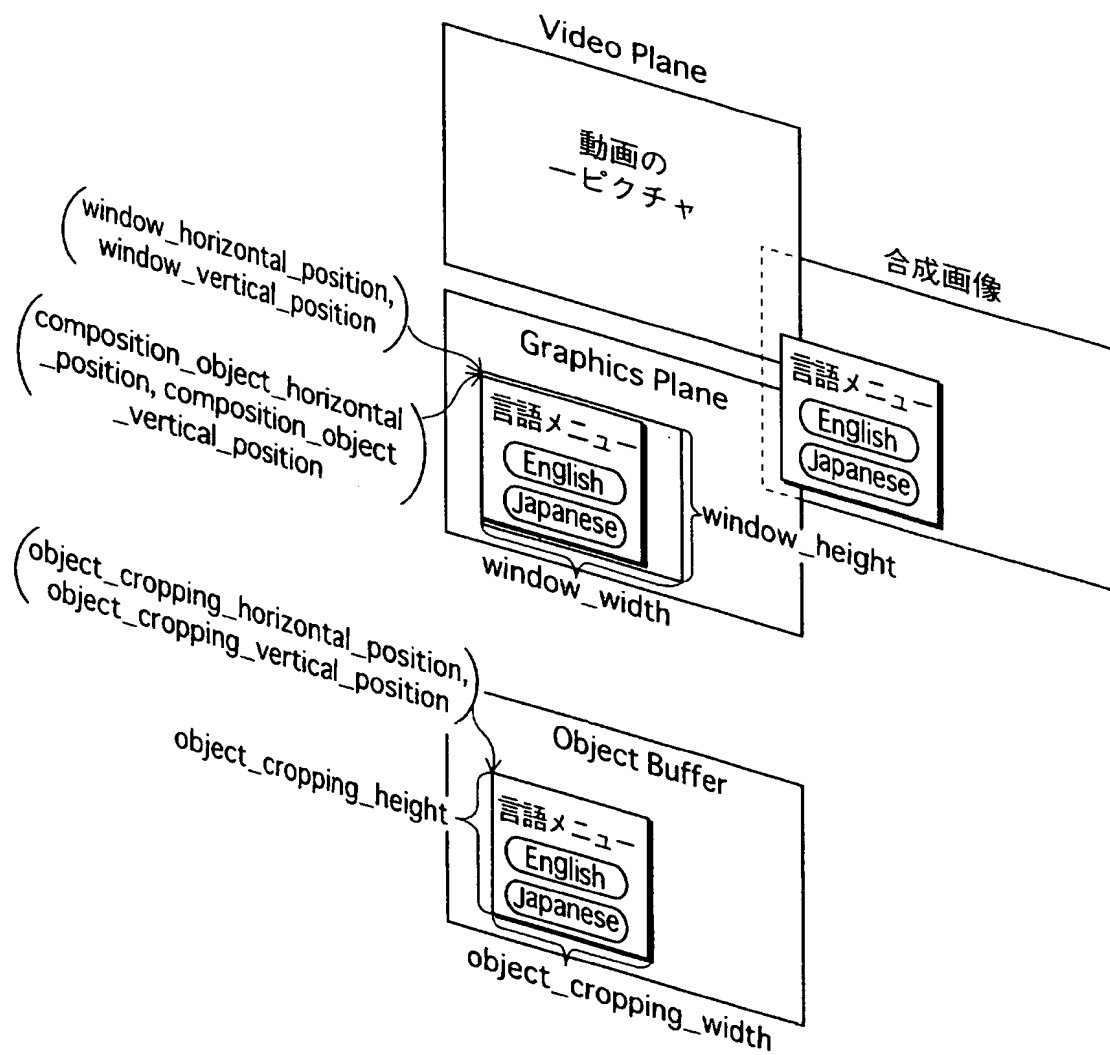 Video Plane
動画の
一ピクチャ
window_horizontal_position,
window_vertical_position
合成画像
composition_object_horizontal
_position, composition_object
_vertical_position
Graphics Plane
言語メニュー
English
Japanese
言語メニュー
English
Japanese
window_height
window_width
object_cropping_horizontal_position,
object_cropping_vertical_position
Object Buffer
object_cropping_height
言語メニュー
English
Japanese
object_cropping_width